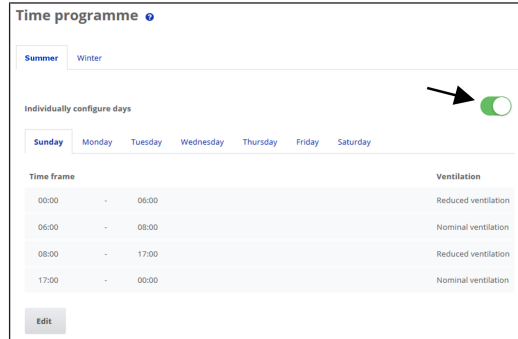 Time programme ?
Summer Winter
Individually configure days
Sunday Monday Tuesday Wednesday Thursday Friday Saturday
Time frame Ventilation
00:00 - 06:00 Reduced ventilation
06:00 - 08:00 Nominal ventilation
08:00 - 17:00 Reduced ventilation
17:00 - 00:00 Nominal ventilation
Edit